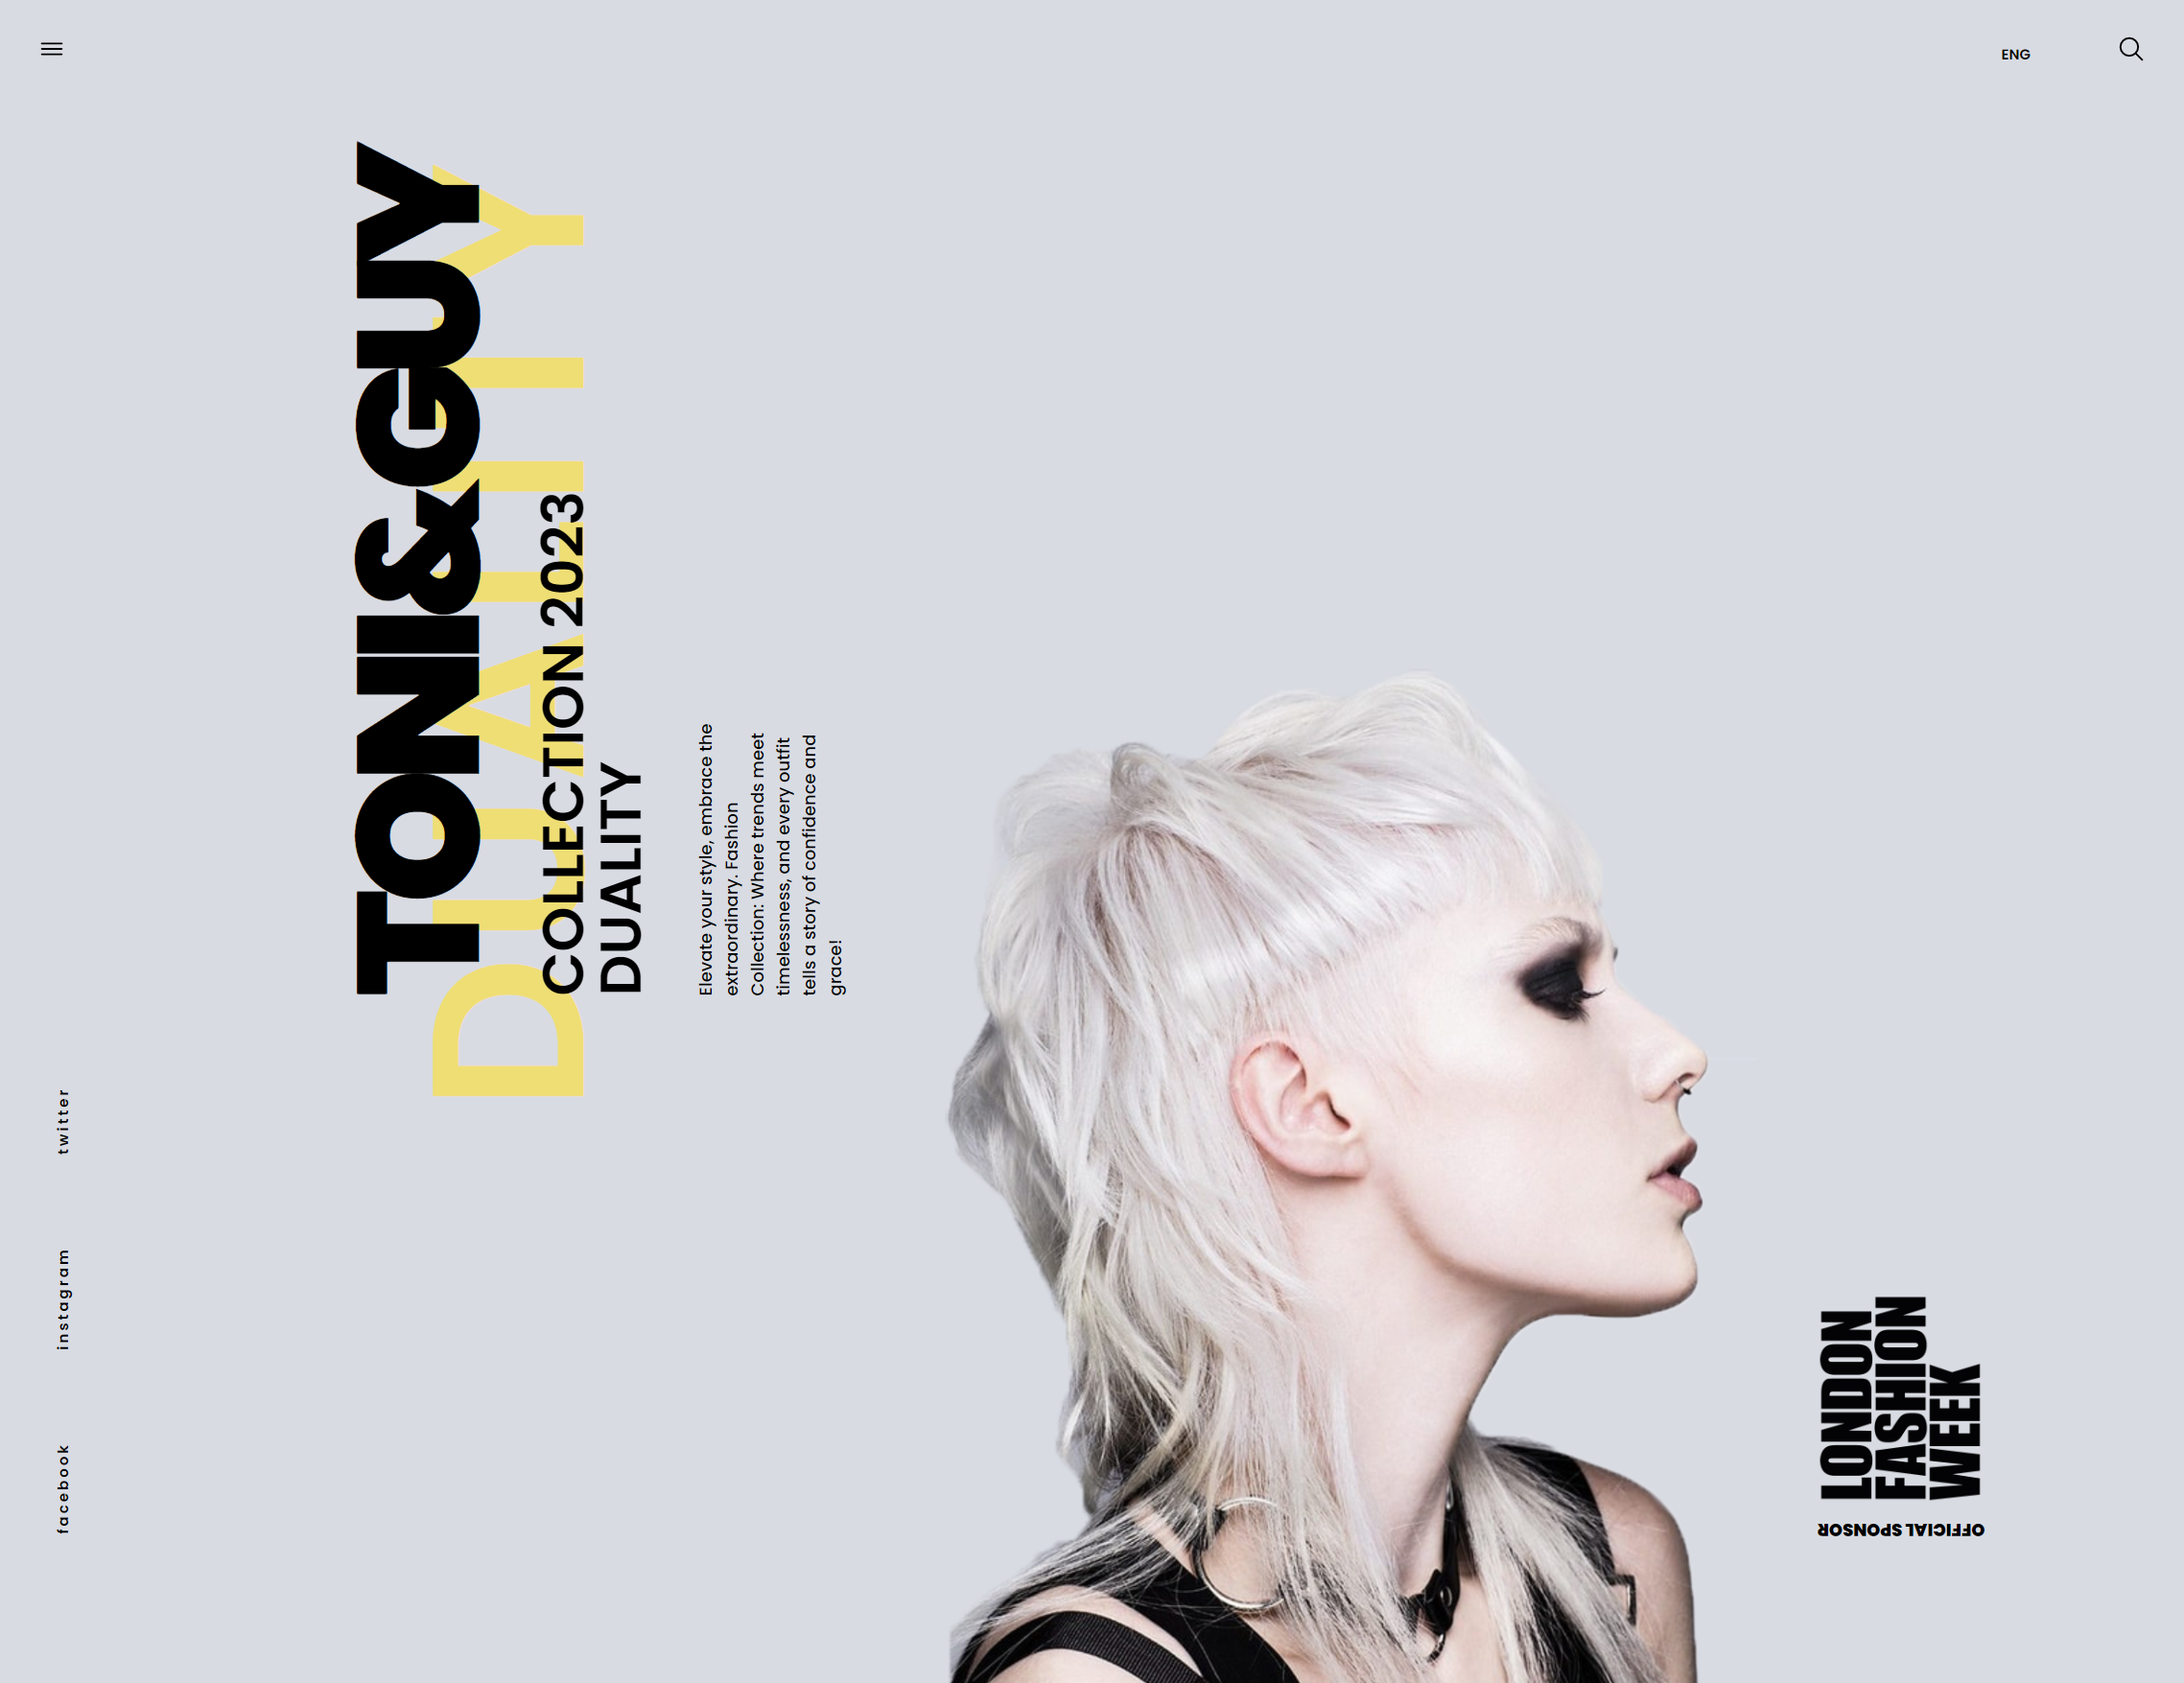 ENG
TONI&GUY
DUALITY
COLLECTION 2023
DUALITY
Elevate your style, embrace the
extraordinary. Fashion
Collection: Where trends meet
timelessness, and every outfit
tells a story of confidence and
grace!
twitter
instagram
facebook
LONDON
FASHION
WEEK
OFFICIAL SPONSOR